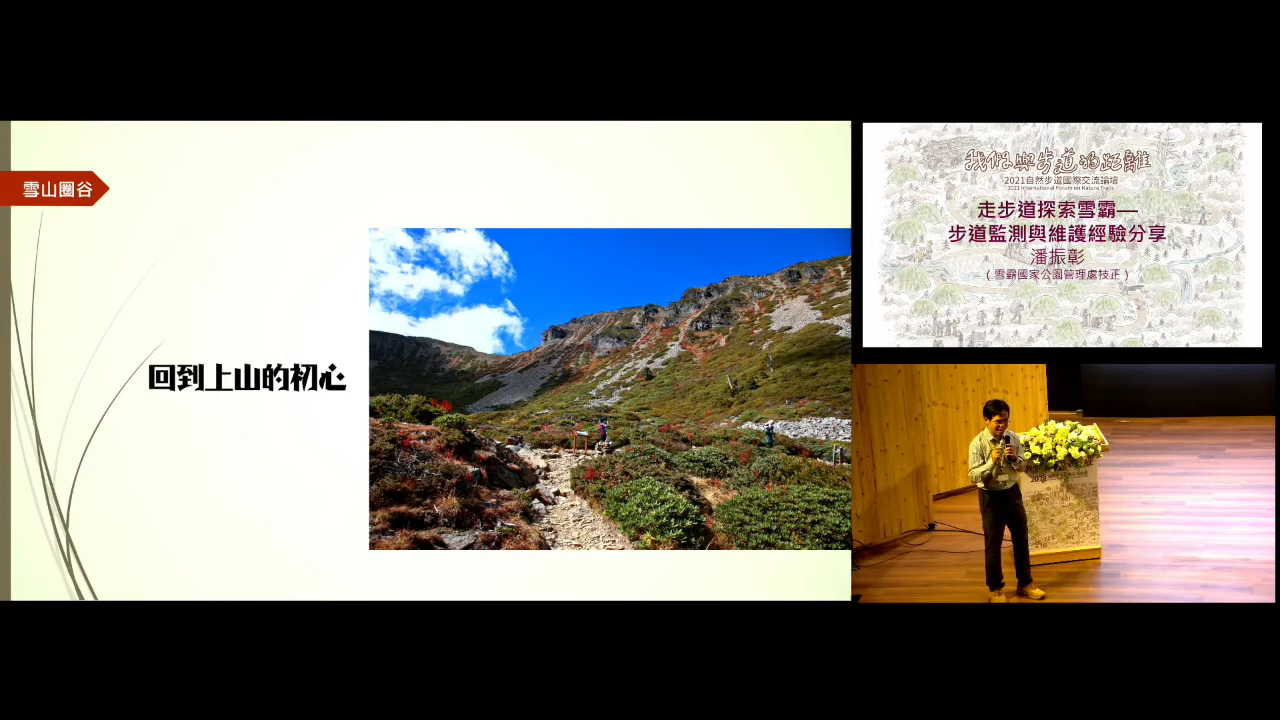 雪山圈谷
回到上山的初心
我們與步道的距離
2021自然步道國際交流論壇
2021 International Forum on Nature Trails
走步道探索雪霸—
步道監測與維護經驗分享
潘振彰
（雪霸國家公園管理處技正）